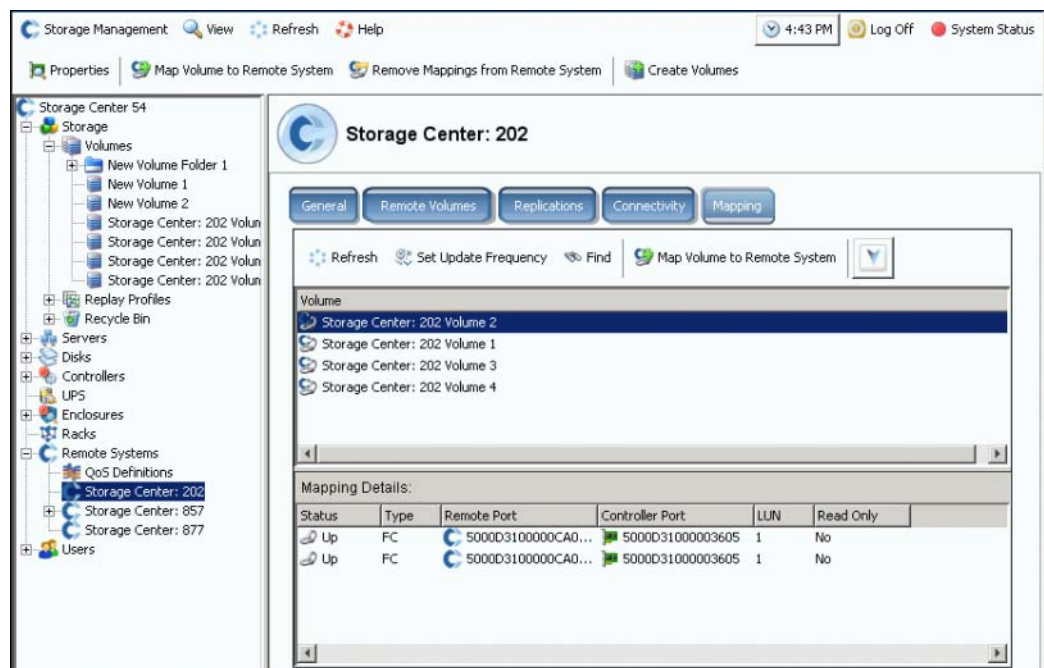 Storage Management View Refresh Help 4:43 PM Log Off System Status
Properties Map Volume to Remote System Remove Mappings from Remote System Create Volumes
Storage Center 54
Storage
Volumes
New Volume Folder 1
New Volume 1
New Volume 2
Storage Center: 202 Volun
Storage Center: 202 Volun
Storage Center: 202 Volun
Storage Center: 202 Volun
Replay Profiles
Recycle Bin
Servers
Disks
Controllers
UPS
Enclosures
Racks
Remote Systems
QoS Definitions
Storage Center: 202
Storage Center: 857
Storage Center: 877
Users
Storage Center: 202
General Remote Volumes Replications Connectivity Mapping
Refresh Set Update Frequency Find Map Volume to Remote System
Volume
Storage Center: 202 Volume 2
Storage Center: 202 Volume 1
Storage Center: 202 Volume 3
Storage Center: 202 Volume 4
Mapping Details:
Status Type Remote Port Controller Port LUN Read Only
Up FC 5000D3100000CA0... 5000D31000003605 1 No
Up FC 5000D3100000CA0... 5000D31000003605 1 No